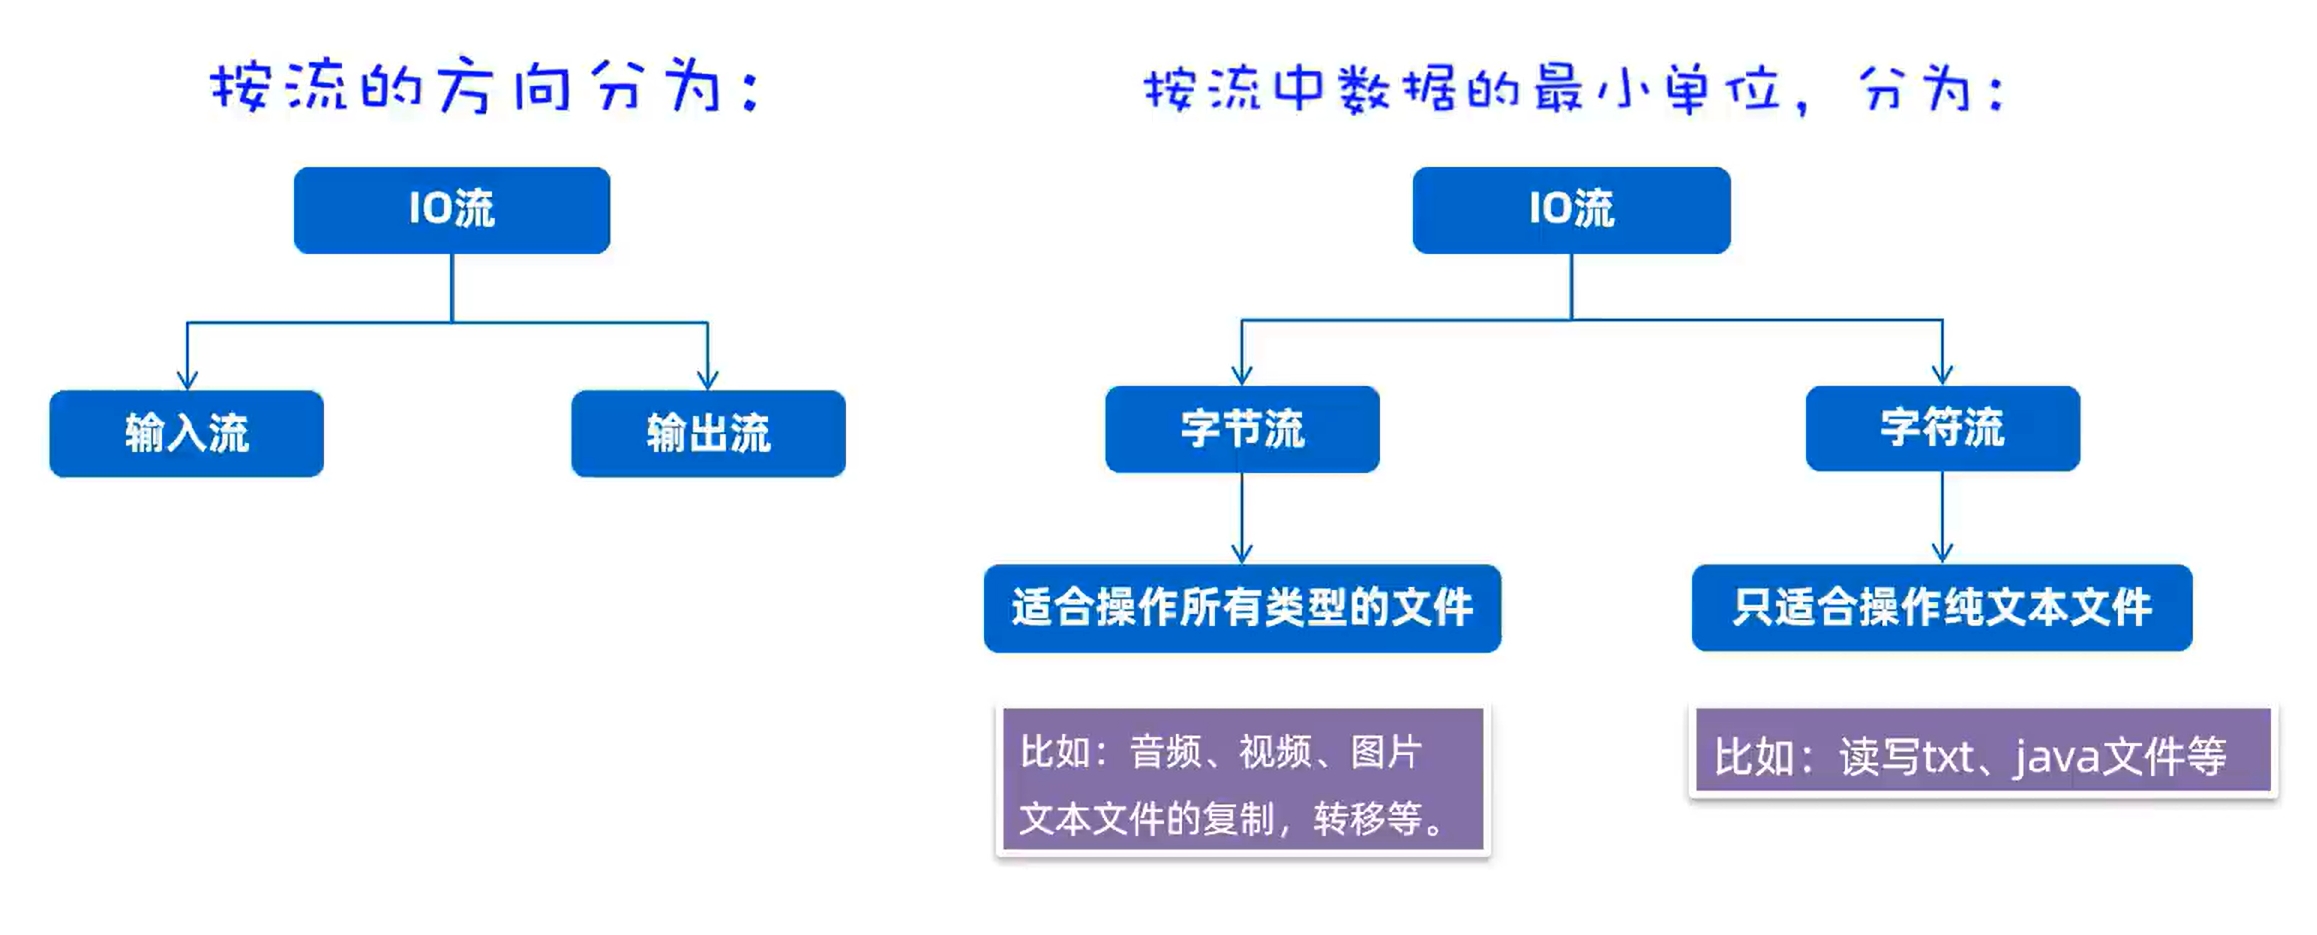 按流的方向分为：
IO流
输入流
输出流
按流中数据的最小单位，分为：
IO流
字节流
字符流
适合操作所有类型的文件
只适合操作纯文本文件
比如：音频、视频、图片
文本文件的复制，转移等。
比如：读写txt、java文件等